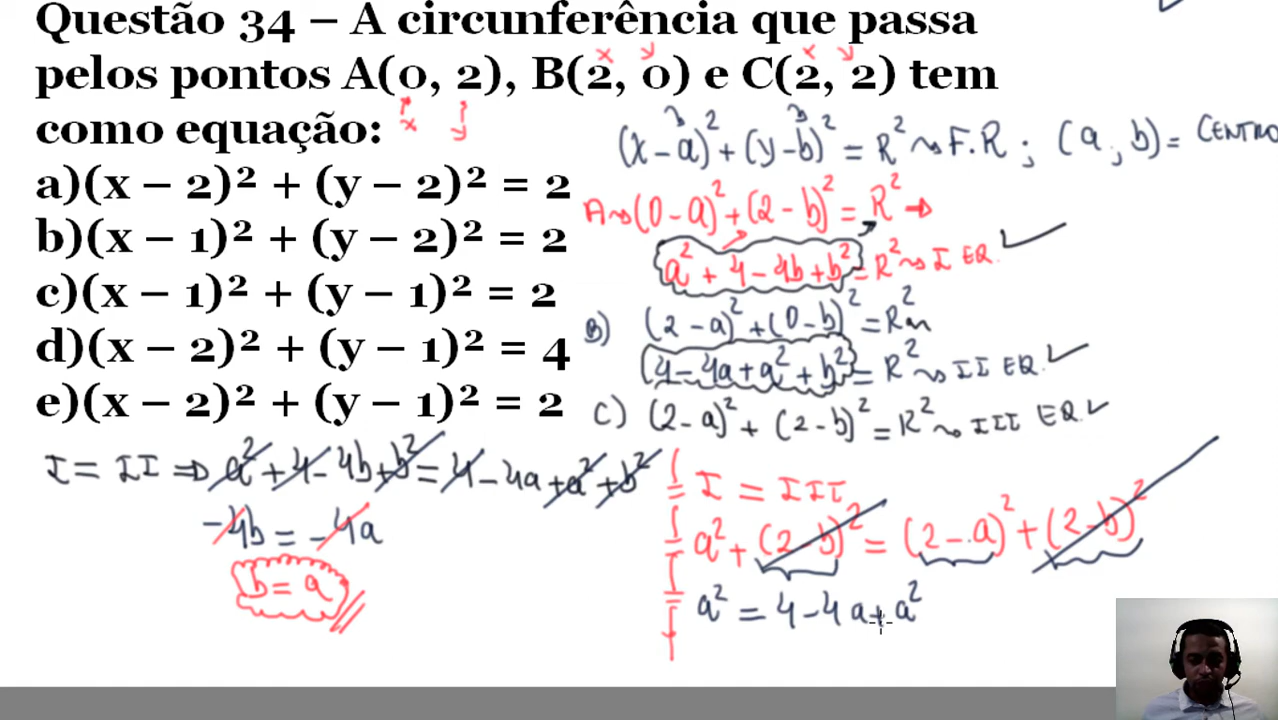 Questão 34 – A circunferência que passa
pelos pontos A(0, 2), B(2, 0) e C(2, 2) tem
como equação:
x y
x y
x y
a)(x – 2)² + (y – 2)² = 2
b)(x – 1)² + (y – 2)² = 2
c)(x – 1)² + (y – 1)² = 2
d)(x – 2)² + (y – 1)² = 4
e)(x – 2)² + (y – 1)² = 2
(x – a)² + (y – b)² = R² ⤳ F.R ; (a , b) = CENTRO
A ⤳ (0 – a)² + (2 – b)² = R² ⇒
a² + 4 – 4b + b² = R² ⤳ I EQ. ✓
B) (2 – a)² + (0 – b)² = R²
4 – 4a + a² + b² = R² ⤳ II EQ. ✓
C) (2 – a)² + (2 – b)² = R² ⤳ III EQ. ✓
I = II ⇒ a² + 4 – 4b + b² = 4 – 4a + a² + b²
– 4b = – 4a
b = a
I = III
a² + (2 – b)² = (2 – a)² + (2 – b)²
a² = 4 – 4a + a²